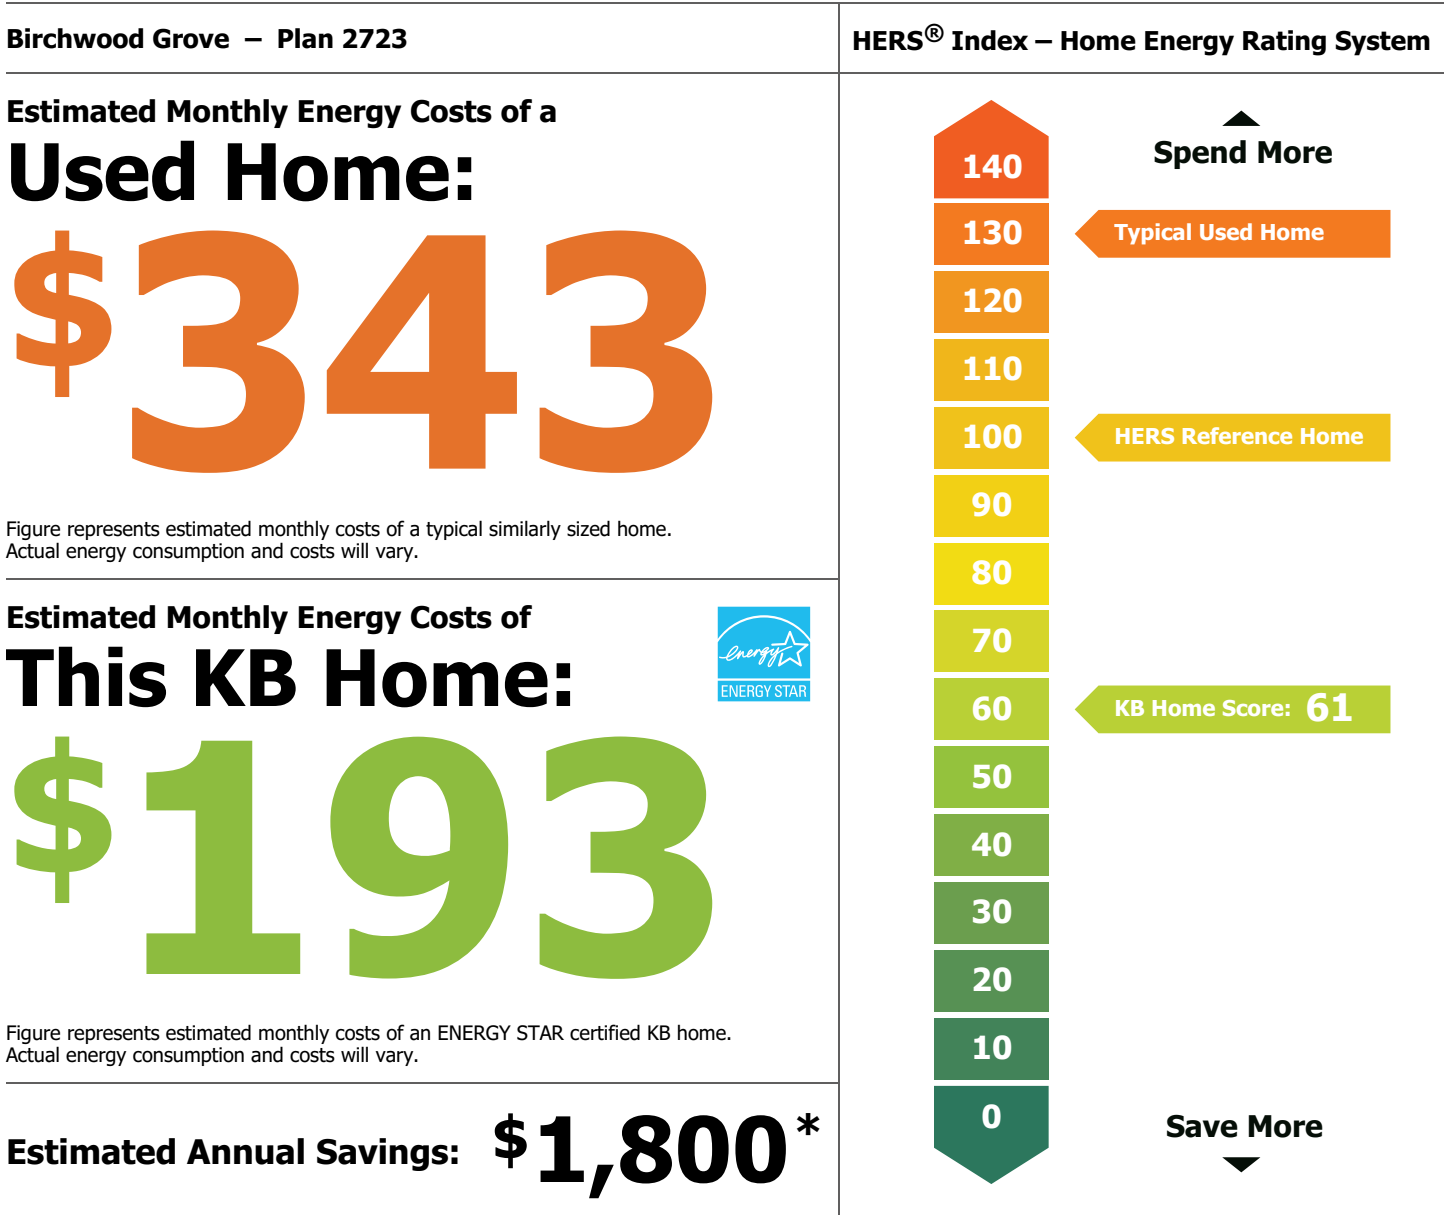 Birchwood Grove – Plan 2723
Estimated Monthly Energy Costs of a
Used Home:
$343
Figure represents estimated monthly costs of a typical similarly sized home.
Actual energy consumption and costs will vary.
Estimated Monthly Energy Costs of
This KB Home:
energy
ENERGY STAR
$193
Figure represents estimated monthly costs of an ENERGY STAR certified KB home.
Actual energy consumption and costs will vary.
Estimated Annual Savings: $1,800*
HERS® Index – Home Energy Rating System
Spend More
140
130 Typical Used Home
120
110
100 HERS Reference Home
90
80
70
60 KB Home Score: 61
50
40
30
20
10
0
Save More